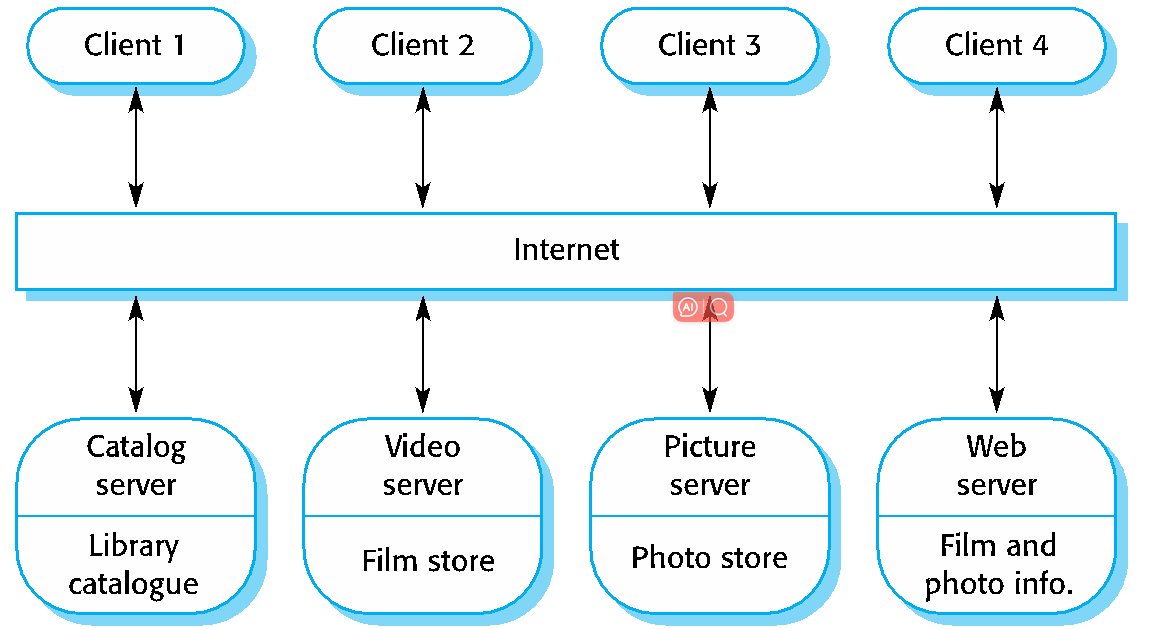 Client 1
Client 2
Client 3
Client 4
Internet
AI
Catalog
server
Library
catalogue
Video
server
Film store
Picture
server
Photo store
Web
server
Film and
photo info.